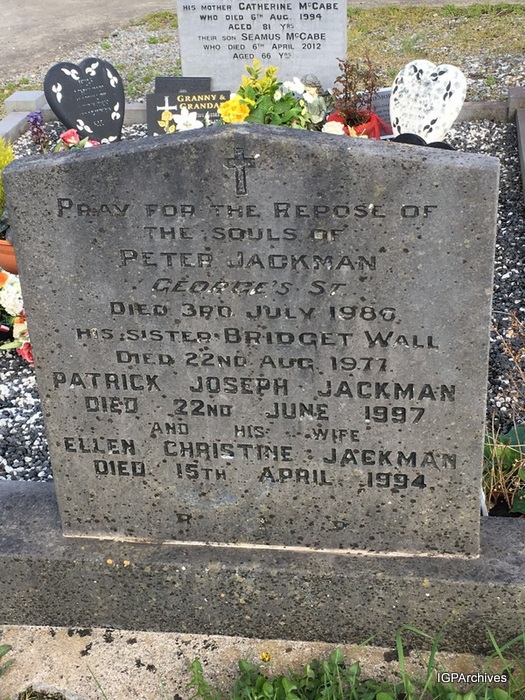 HIS MOTHER CATHERINE MCCABE
WHO DIED 6TH AUG. 1994
AGED 81 YRS
THEIR SON SEAMUS MCCABE
WHO DIED 6TH APRIL 2012
AGED 66 YRS
GRANNY &
GRANDAD
PRAY FOR THE REPOSE OF
THE SOULS OF
PETER JACKMAN
GEORGE'S ST
DIED 3RD JULY 1986
HIS SISTER BRIDGET WALL
DIED 22ND AUG 1977.
PATRICK JOSEPH JACKMAN
DIED 22ND JUNE 1997
AND HIS WIFE
ELLEN CHRISTINE JACKMAN
DIED 15TH APRIL 1994
R
IGPArchives